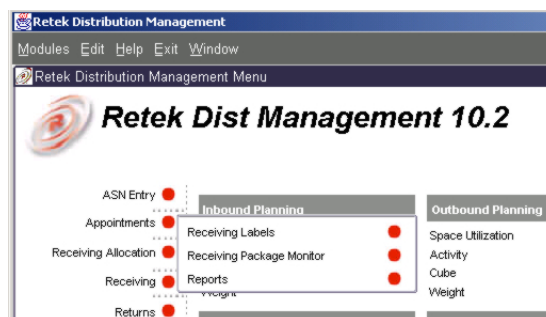 Retek Distribution Management
Modules Edit Help Exit Window
Retek Distribution Management Menu
Retek Dist Management 10.2
ASN Entry
Appointments
Receiving Allocation
Receiving
Returns
Inbound Planning
Receiving Labels
Receiving Package Monitor
Reports
Weight
Outbound Planning
Space Utilization
Activity
Cube
Weight